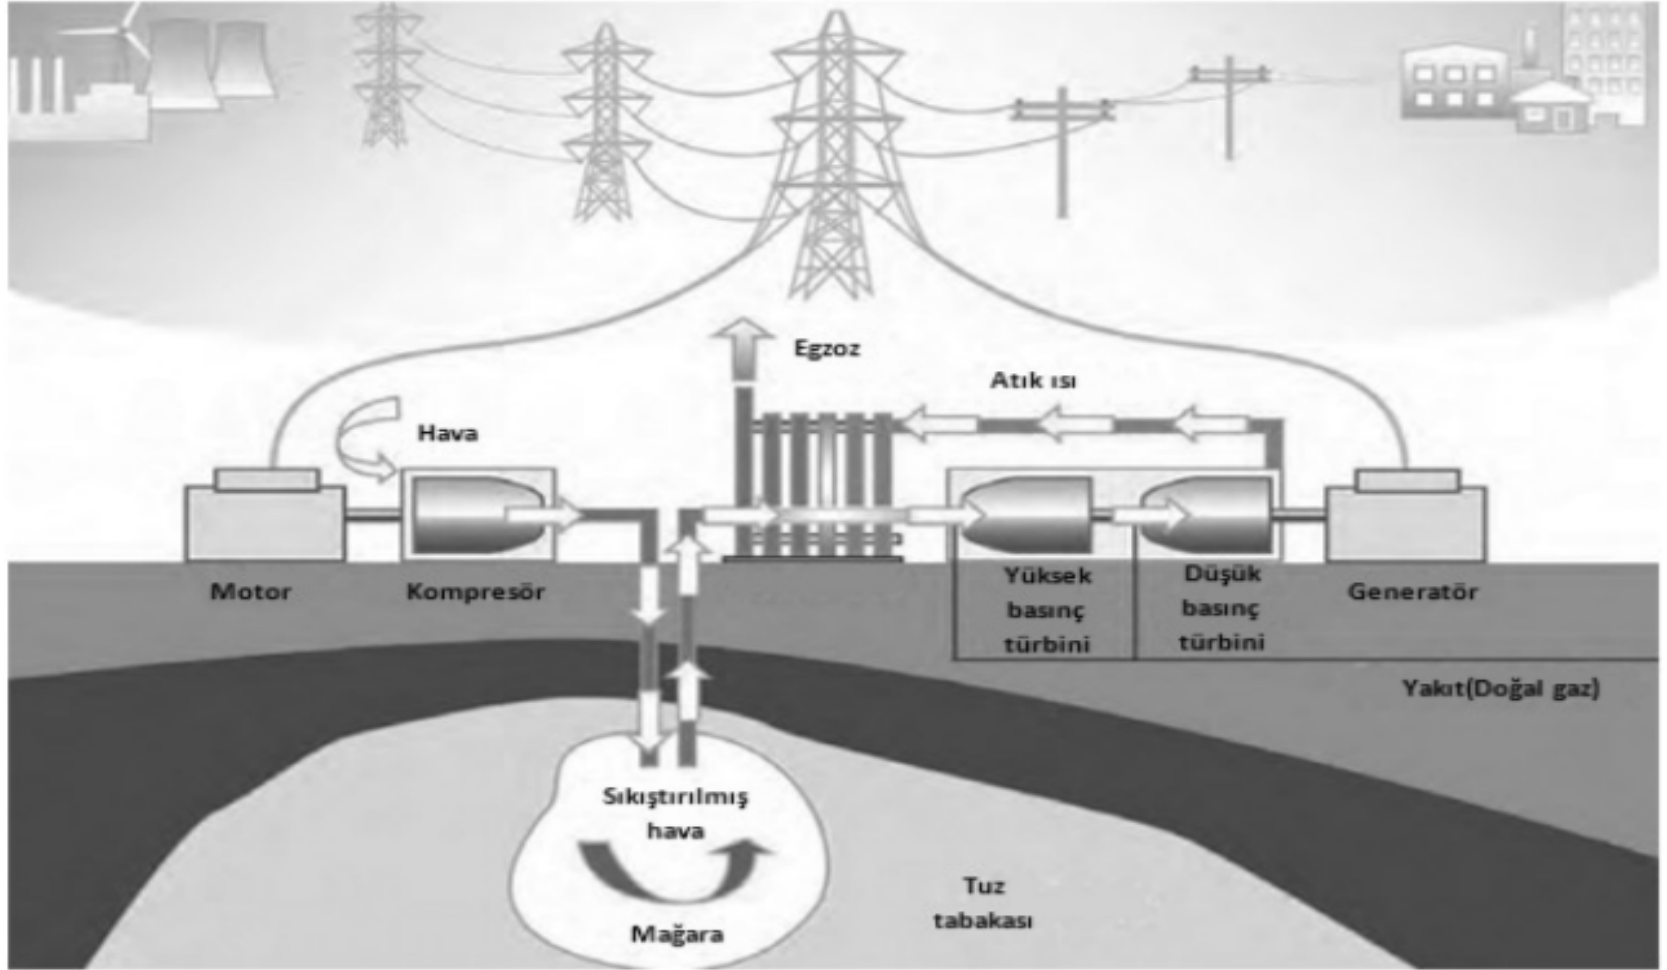 Egzoz
Atık ısı
Hava
Motor
Kompresör
Yüksek
basınç
türbini
Düşük
basınç
türbini
Generatör
Yakıt(Doğal gaz)
Sıkıştırılmış
hava
Mağara
Tuz
tabakası